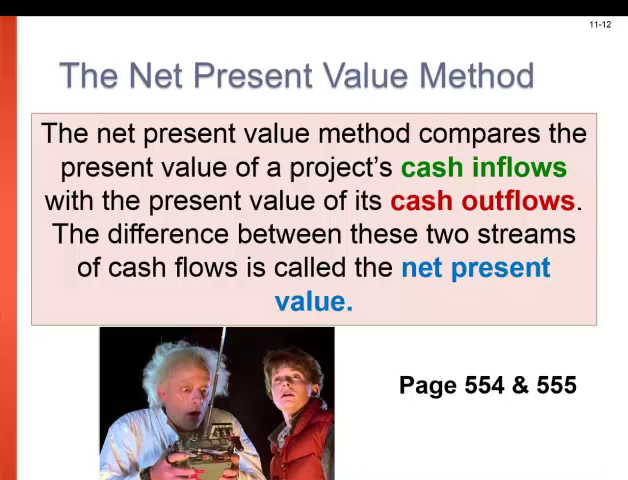 11-12
The Net Present Value Method
The net present value method compares the
present value of a project’s cash inflows
with the present value of its cash outflows.
The difference between these two streams
of cash flows is called the net present
value.
Page 554 & 555